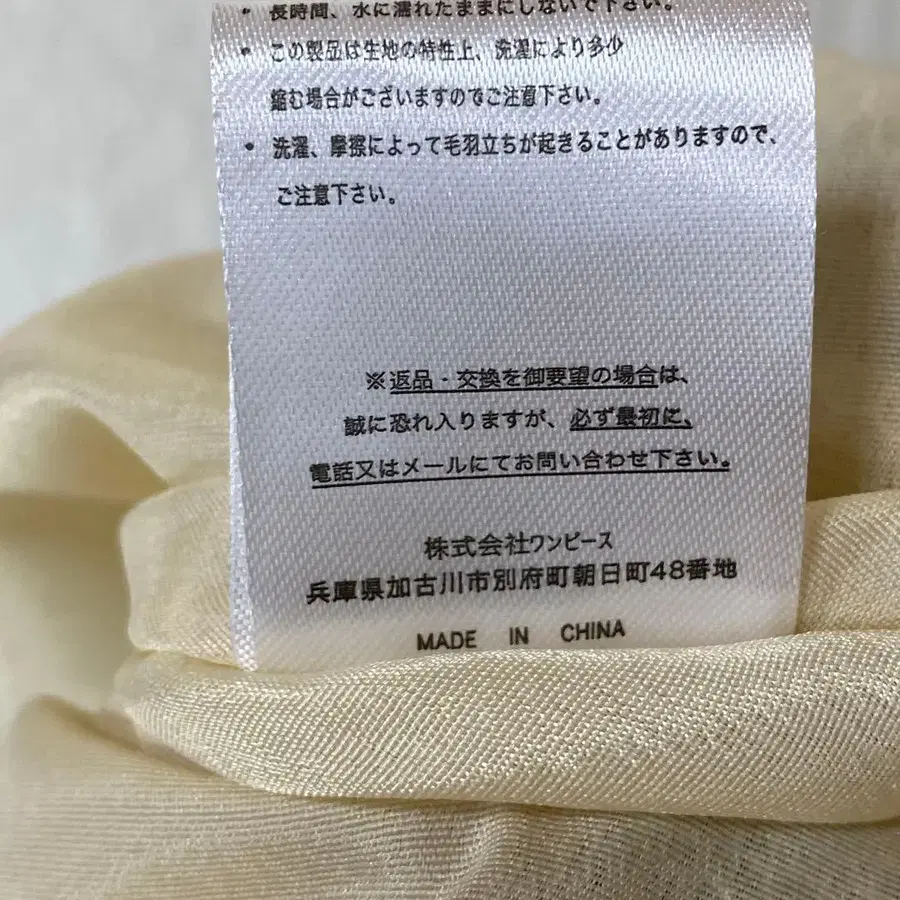 ・ 長時間、水に濡れたままにしないで下さい。
・ この製品は生地の特性上、洗濯により多少
縮む場合がございますのでご注意下さい。
・ 洗濯、摩擦によって毛羽立ちが起きることがありますので、
ご注意下さい。
※返品・交換を御要望の場合は、
誠に恐れ入りますが、必ず最初に、
電話又はメールにてお問い合わせ下さい。
株式会社ワンピース
兵庫県加古川市別府町朝日町48番地
MADE IN CHINA